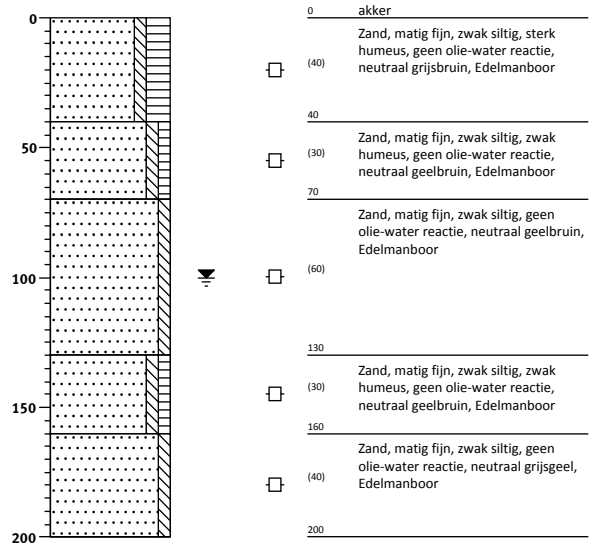 0
50
100
150
200
0 akker
Zand, matig fijn, zwak siltig, sterk
humeus, geen olie-water reactie,
neutraal grijsbruin, Edelmanboor
(40)
40
Zand, matig fijn, zwak siltig, zwak
humeus, geen olie-water reactie,
neutraal geelbruin, Edelmanboor
(30)
70
Zand, matig fijn, zwak siltig, geen
olie-water reactie, neutraal geelbruin,
Edelmanboor
(60)
130
Zand, matig fijn, zwak siltig, zwak
humeus, geen olie-water reactie,
neutraal geelbruin, Edelmanboor
(30)
160
Zand, matig fijn, zwak siltig, geen
olie-water reactie, neutraal grijsgeel,
Edelmanboor
(40)
200